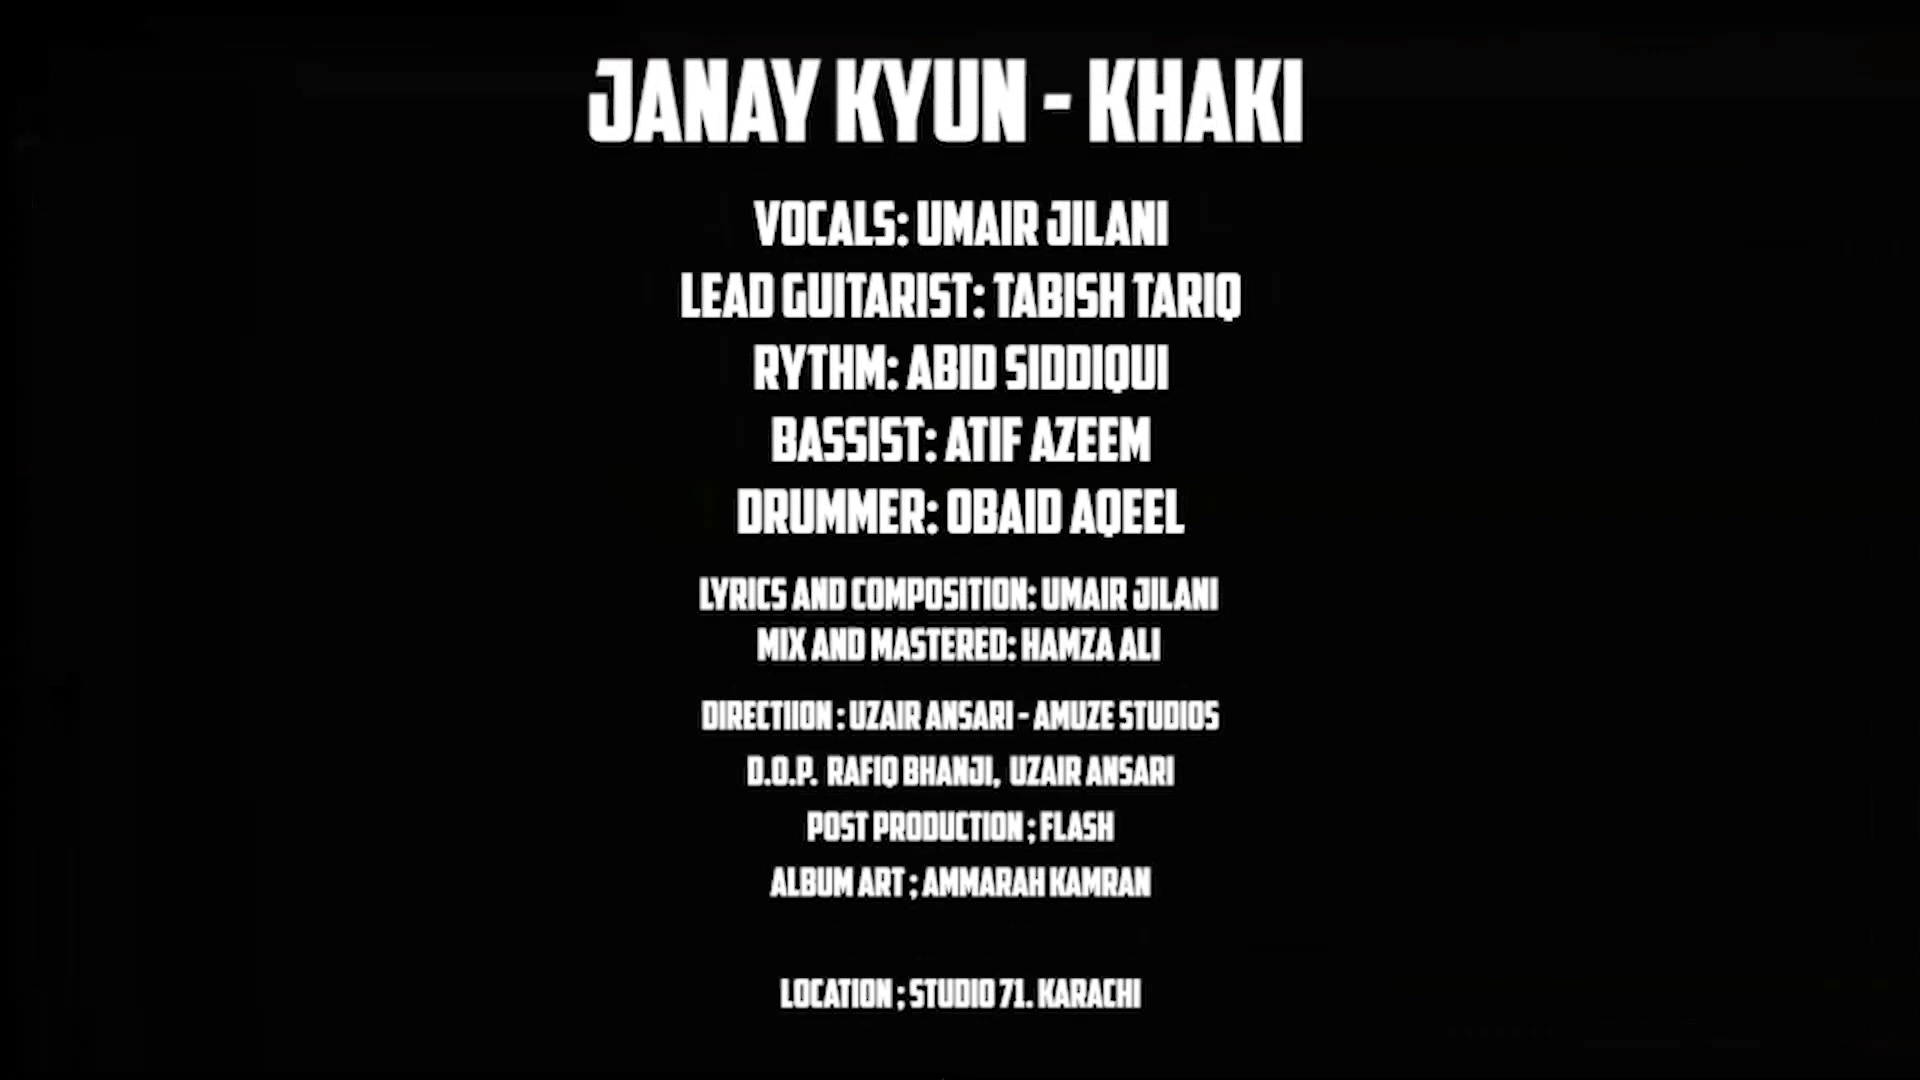 JANAY KYUN - KHAKI
VOCALS: UMAIR JILANI
LEAD GUITARIST: TABISH TARIQ
RYTHM: ABID SIDDIQUI
BASSIST: ATIF AZEEM
DRUMMER: OBAID AQEEL
LYRICS AND COMPOSITION: UMAIR JILANI
MIX AND MASTERED: HAMZA ALI
DIRECTIION : UZAIR ANSARI - AMUZE STUDIOS
D.O.P. RAFIQ BHANJI, UZAIR ANSARI
POST PRODUCTION ; FLASH
ALBUM ART ; AMMARAH KAMRAN
LOCATION ; STUDIO 71. KARACHI